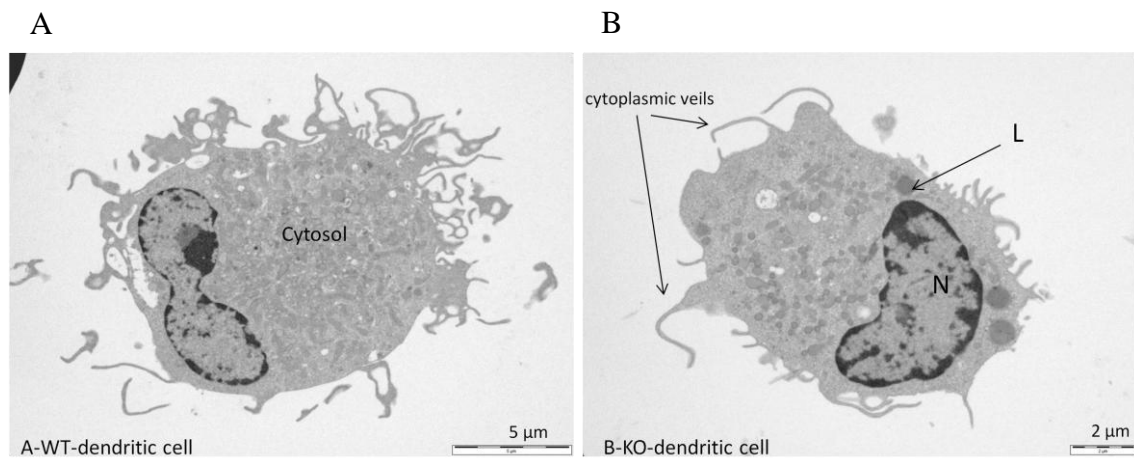 A
B
cytoplasmic veils
L
Cytosol
N
A-WT-dendritic cell
5 µm
B-KO-dendritic cell
2 µm